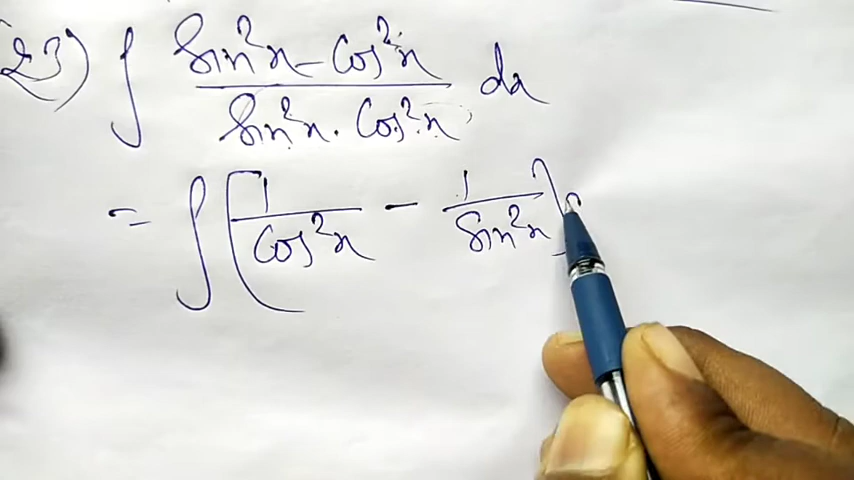 23) ∫ (Sin²x - Cos²x) / (Sin²x · Cos²x) dx
= ∫ [1/Cos²x - 1/Sin²x]